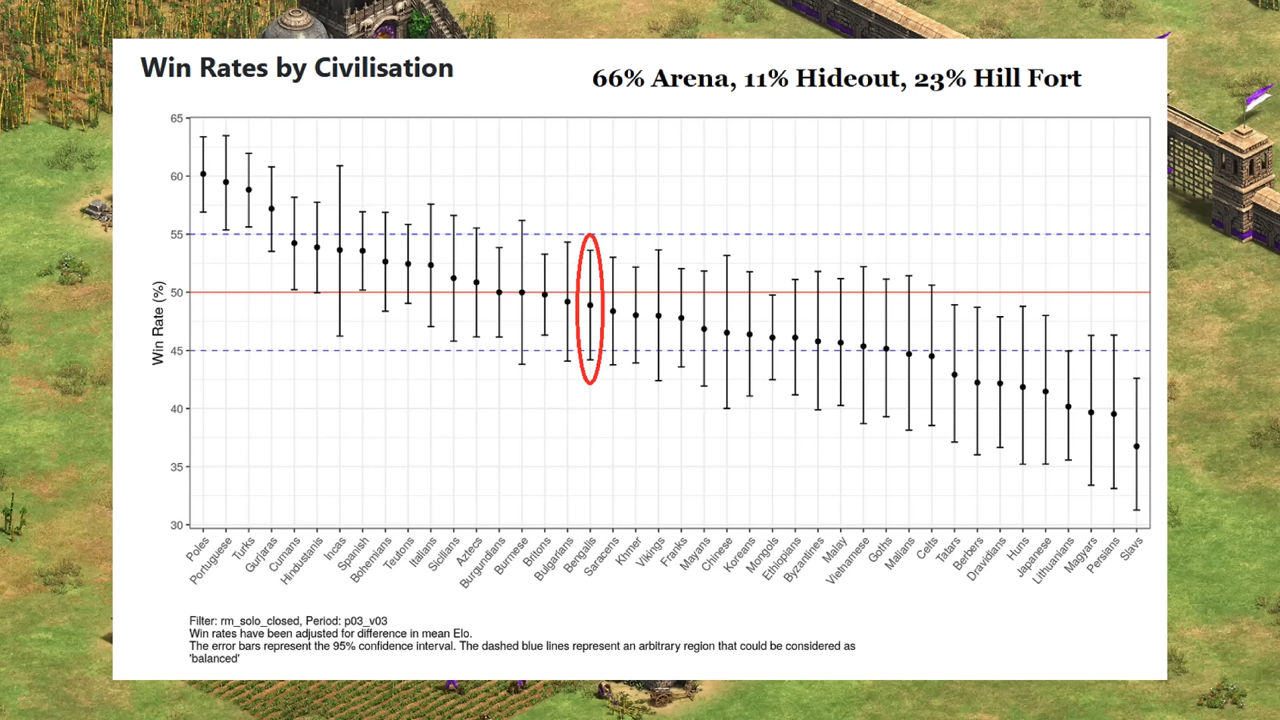 Win Rates by Civilisation
66% Arena, 11% Hideout, 23% Hill Fort
65
60
55
50
45
40
35
30
Win Rate (%)
Poles
Portuguese
Turks
Gurjaras
Cumans
Hindustanis
Incas
Spanish
Bohemians
Teutons
Italians
Sicilians
Aztecs
Burgundians
Burmese
Britons
Bulgarians
Bengalis
Saracens
Khmer
Vikings
Franks
Mayans
Chinese
Koreans
Mongols
Ethiopians
Byzantines
Malay
Vietnamese
Goths
Malians
Celts
Tatars
Berbers
Dravidians
Huns
Japanese
Lithuanians
Magyars
Persians
Slavs
Filter: rm_solo_closed, Period: p03_v03
Win rates have been adjusted for difference in mean Elo.
The error bars represent the 95% confidence interval. The dashed blue lines represent an arbitrary region that could be considered as
'balanced'